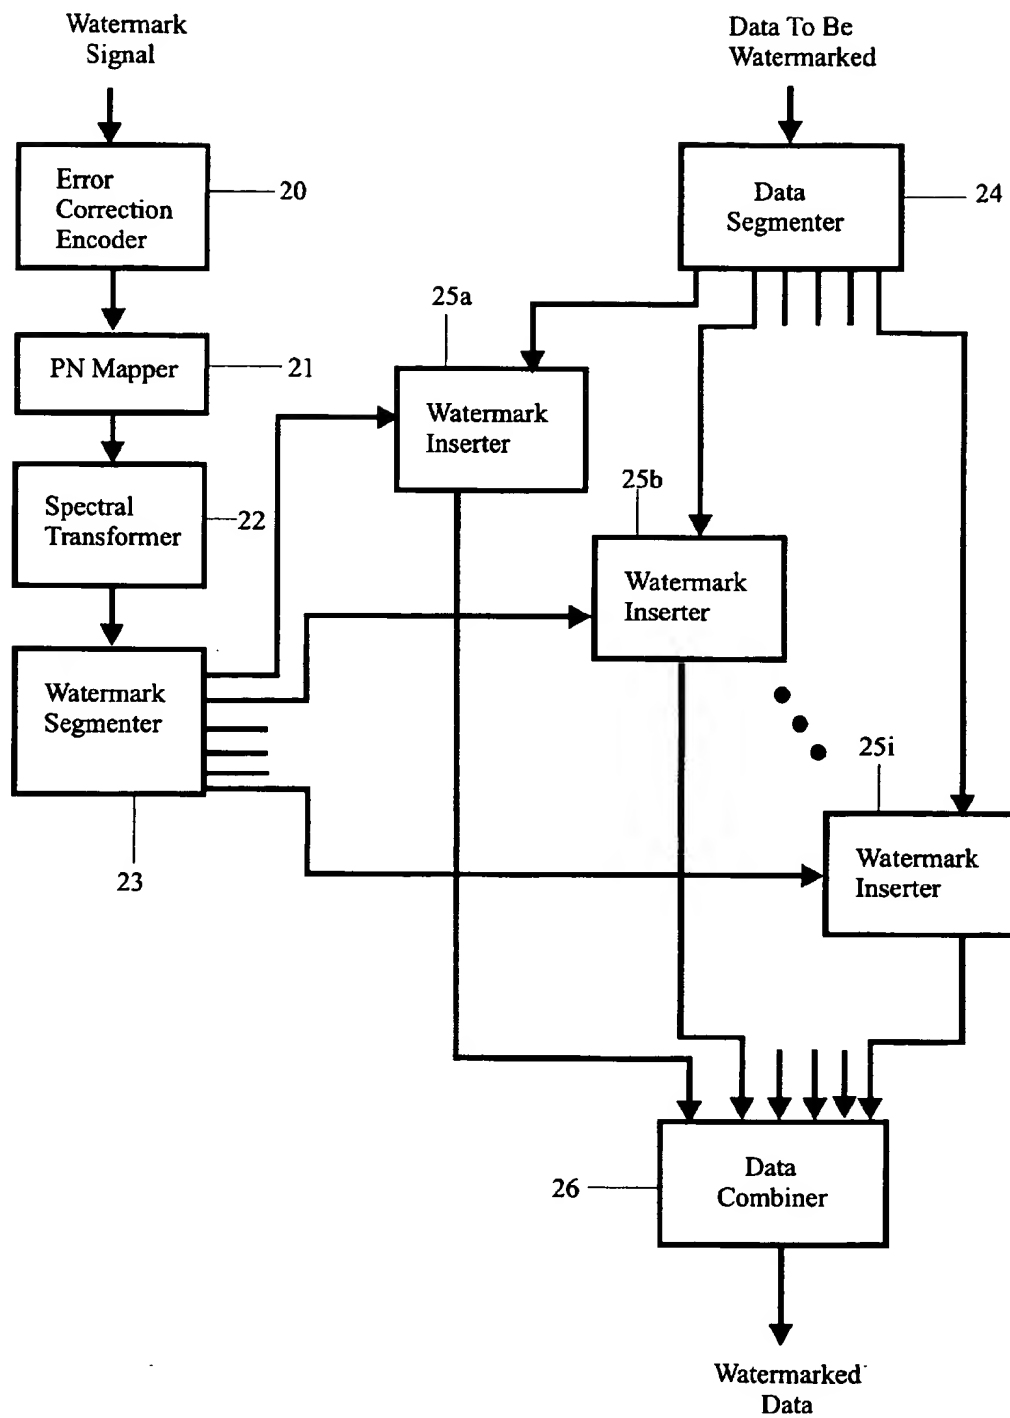 Watermark
Signal
Data To Be
Watermarked
Error
Correction
Encoder
20
Data
Segmenter
24
25a
PN Mapper
21
Watermark
Inserter
25b
Spectral
Transformer
22
Watermark
Inserter
Watermark
Segmenter
23
25i
Watermark
Inserter
26
Data
Combiner
Watermarked
Data